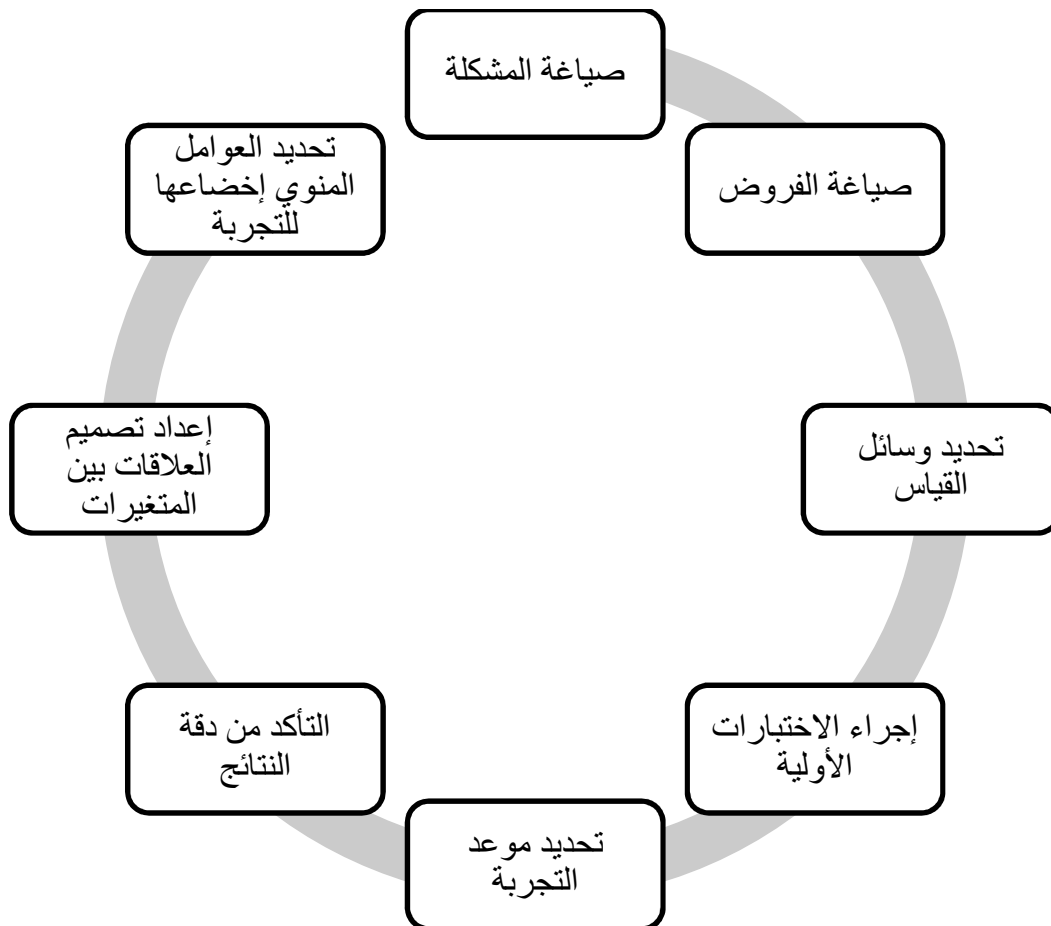 صياغة المشكلة
صياغة الفروض
تحديد وسائل
القياس
إجراء الاختبارات
الأولية
تحديد موعد
التجربة
التأكد من دقة
النتائج
إعداد تصميم
العلاقات بين
المتغيرات
تحديد العوامل
المنوي إخضاعها
للتجربة